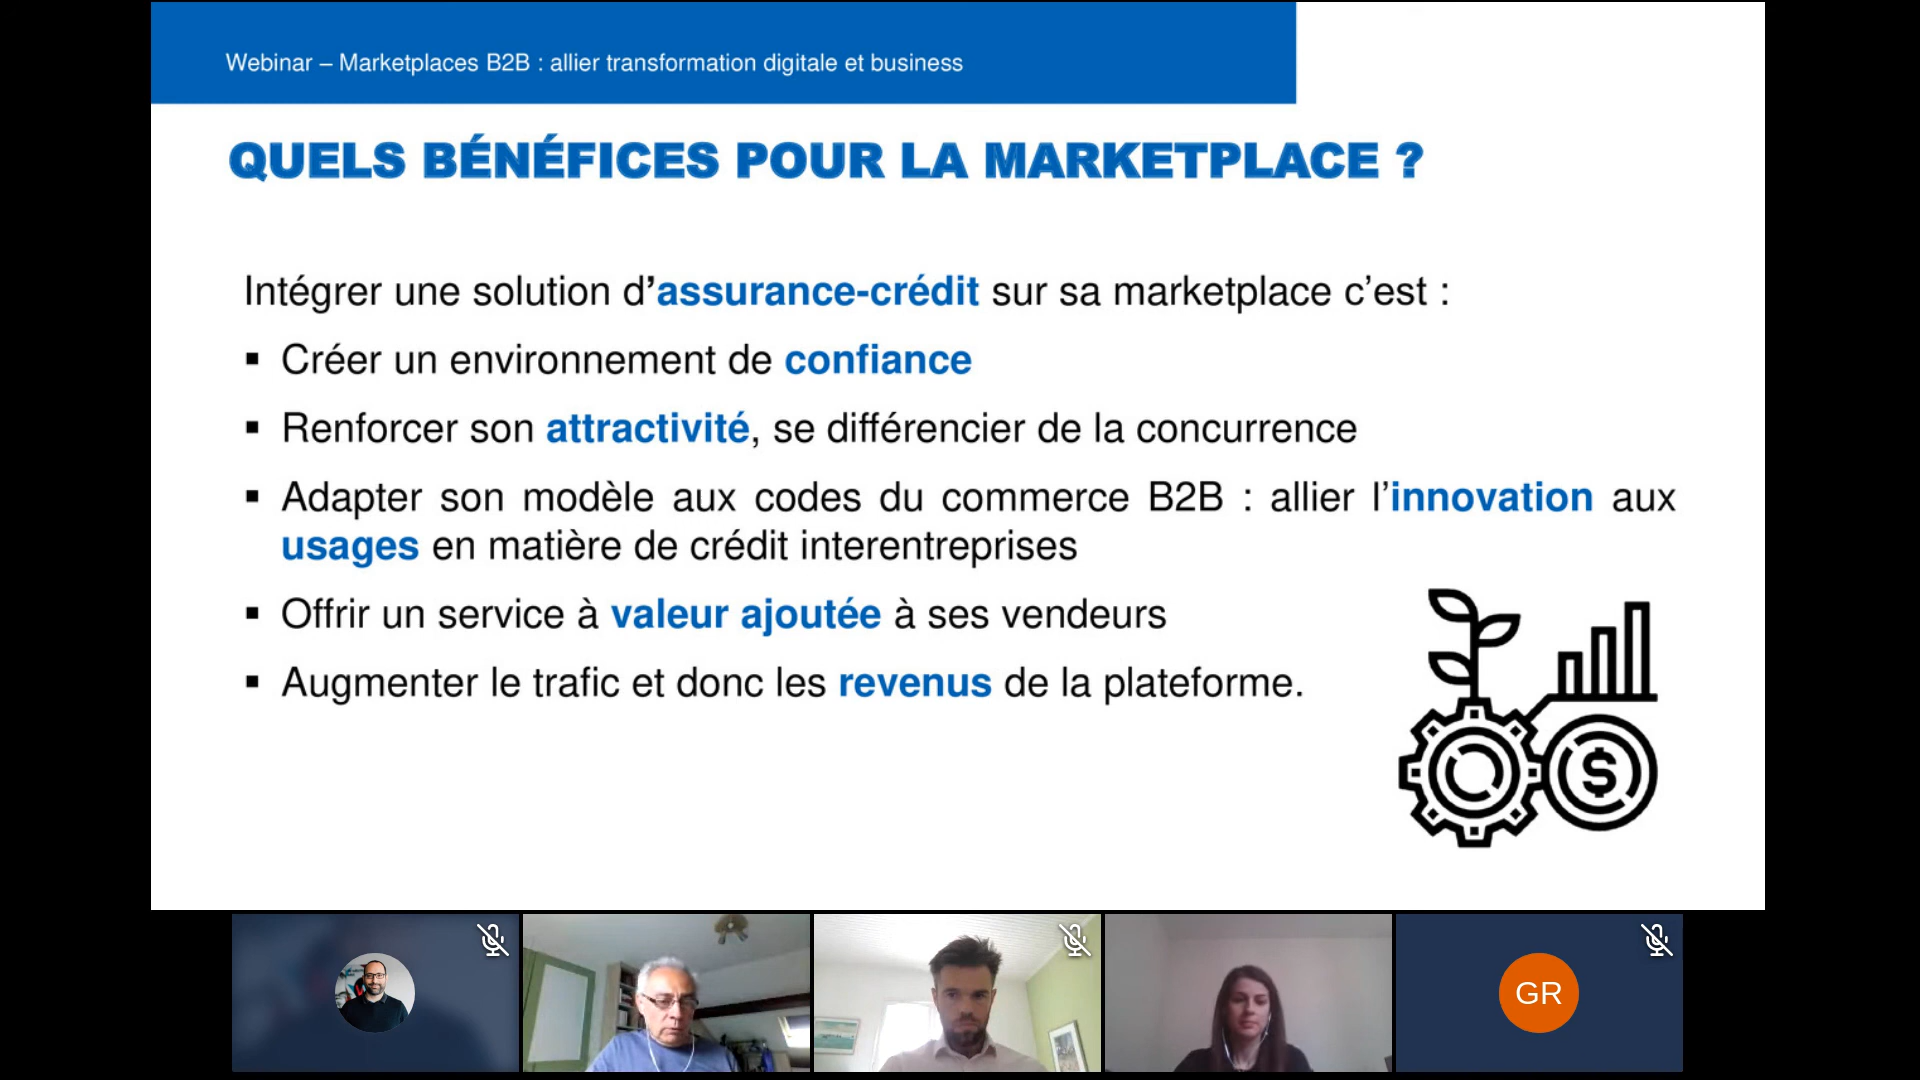 Webinar – Marketplaces B2B : allier transformation digitale et business
QUELS BÉNÉFICES POUR LA MARKETPLACE ?
Intégrer une solution d’assurance-crédit sur sa marketplace c’est :
▪ Créer un environnement de confiance
▪ Renforcer son attractivité, se différencier de la concurrence
▪ Adapter son modèle aux codes du commerce B2B : allier l’innovation aux
usages en matière de crédit interentreprises
▪ Offrir un service à valeur ajoutée à ses vendeurs
▪ Augmenter le trafic et donc les revenus de la plateforme.
$
GR